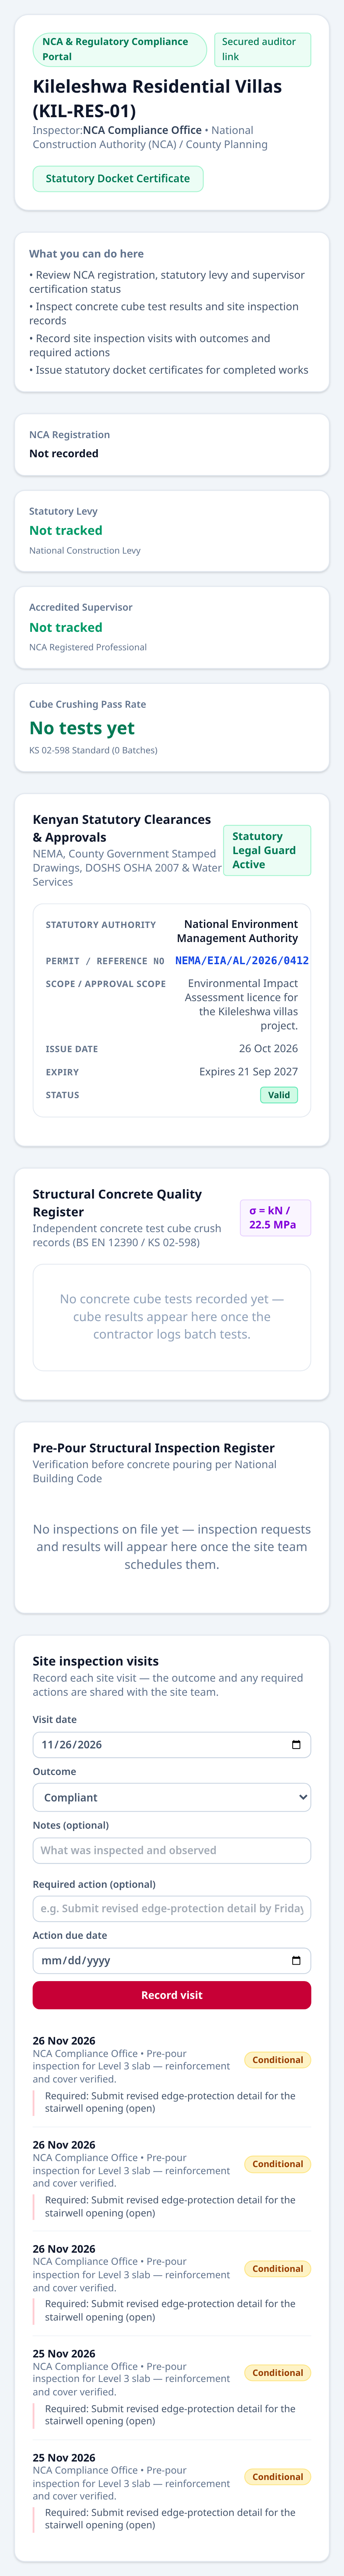 NCA & Regulatory Compliance
Portal
Secured auditor
link
Kileleshwa Residential Villas
(KIL-RES-01)
Inspector:NCA Compliance Office • National
Construction Authority (NCA) / County Planning
Statutory Docket Certificate
What you can do here
• Review NCA registration, statutory levy and supervisor
certification status
• Inspect concrete cube test results and site inspection
records
• Record site inspection visits with outcomes and
required actions
• Issue statutory docket certificates for completed works
NCA Registration
Not recorded
Statutory Levy
Not tracked
National Construction Levy
Accredited Supervisor
Not tracked
NCA Registered Professional
Cube Crushing Pass Rate
No tests yet
KS 02-598 Standard (0 Batches)
Kenyan Statutory Clearances
& Approvals
NEMA, County Government Stamped
Drawings, DOSHS OSHA 2007 & Water
Services
Statutory
Legal Guard
Active
STATUTORY AUTHORITY
National Environment
Management Authority
PERMIT / REFERENCE NO
NEMA/EIA/AL/2026/0412
SCOPE / APPROVAL SCOPE
Environmental Impact
Assessment licence for
the Kileleshwa villas
project.
ISSUE DATE
26 Oct 2026
EXPIRY
Expires 21 Sep 2027
STATUS
Valid
Structural Concrete Quality
Register
Independent concrete test cube crush
records (BS EN 12390 / KS 02-598)
σ = kN /
22.5 MPa
No concrete cube tests recorded yet —
cube results appear here once the
contractor logs batch tests.
Pre-Pour Structural Inspection Register
Verification before concrete pouring per National
Building Code
No inspections on file yet — inspection requests
and results will appear here once the site team
schedules them.
Site inspection visits
Record each site visit — the outcome and any required
actions are shared with the site team.
Visit date
11/26/2026
Outcome
Compliant
Notes (optional)
What was inspected and observed
Required action (optional)
e.g. Submit revised edge-protection detail by Friday
Action due date
mm/dd/yyyy
Record visit
26 Nov 2026
NCA Compliance Office • Pre-pour
inspection for Level 3 slab — reinforcement
and cover verified.
Conditional
Required: Submit revised edge-protection detail for the
stairwell opening (open)
26 Nov 2026
NCA Compliance Office • Pre-pour
inspection for Level 3 slab — reinforcement
and cover verified.
Conditional
Required: Submit revised edge-protection detail for the
stairwell opening (open)
26 Nov 2026
NCA Compliance Office • Pre-pour
inspection for Level 3 slab — reinforcement
and cover verified.
Conditional
Required: Submit revised edge-protection detail for the
stairwell opening (open)
25 Nov 2026
NCA Compliance Office • Pre-pour
inspection for Level 3 slab — reinforcement
and cover verified.
Conditional
Required: Submit revised edge-protection detail for the
stairwell opening (open)
25 Nov 2026
NCA Compliance Office • Pre-pour
inspection for Level 3 slab — reinforcement
and cover verified.
Conditional
Required: Submit revised edge-protection detail for the
stairwell opening (open)